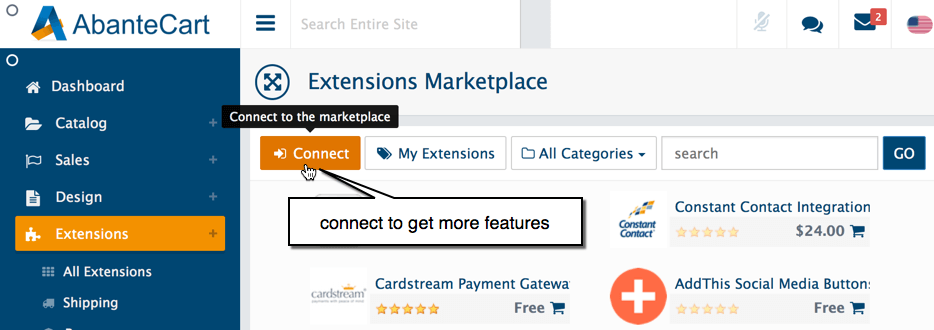 AbanteCart
Search Entire Site
2
Dashboard
Extensions Marketplace
Connect to the marketplace
Catalog +
Connect
My Extensions
All Categories
search
GO
Sales +
Design +
connect to get more features
Constant Contact
Constant Contact Integration
$24.00
Extensions +
All Extensions
cardstream
Cardstream Payment Gatewa
Free
AddThis Social Media Button
Free
Shipping